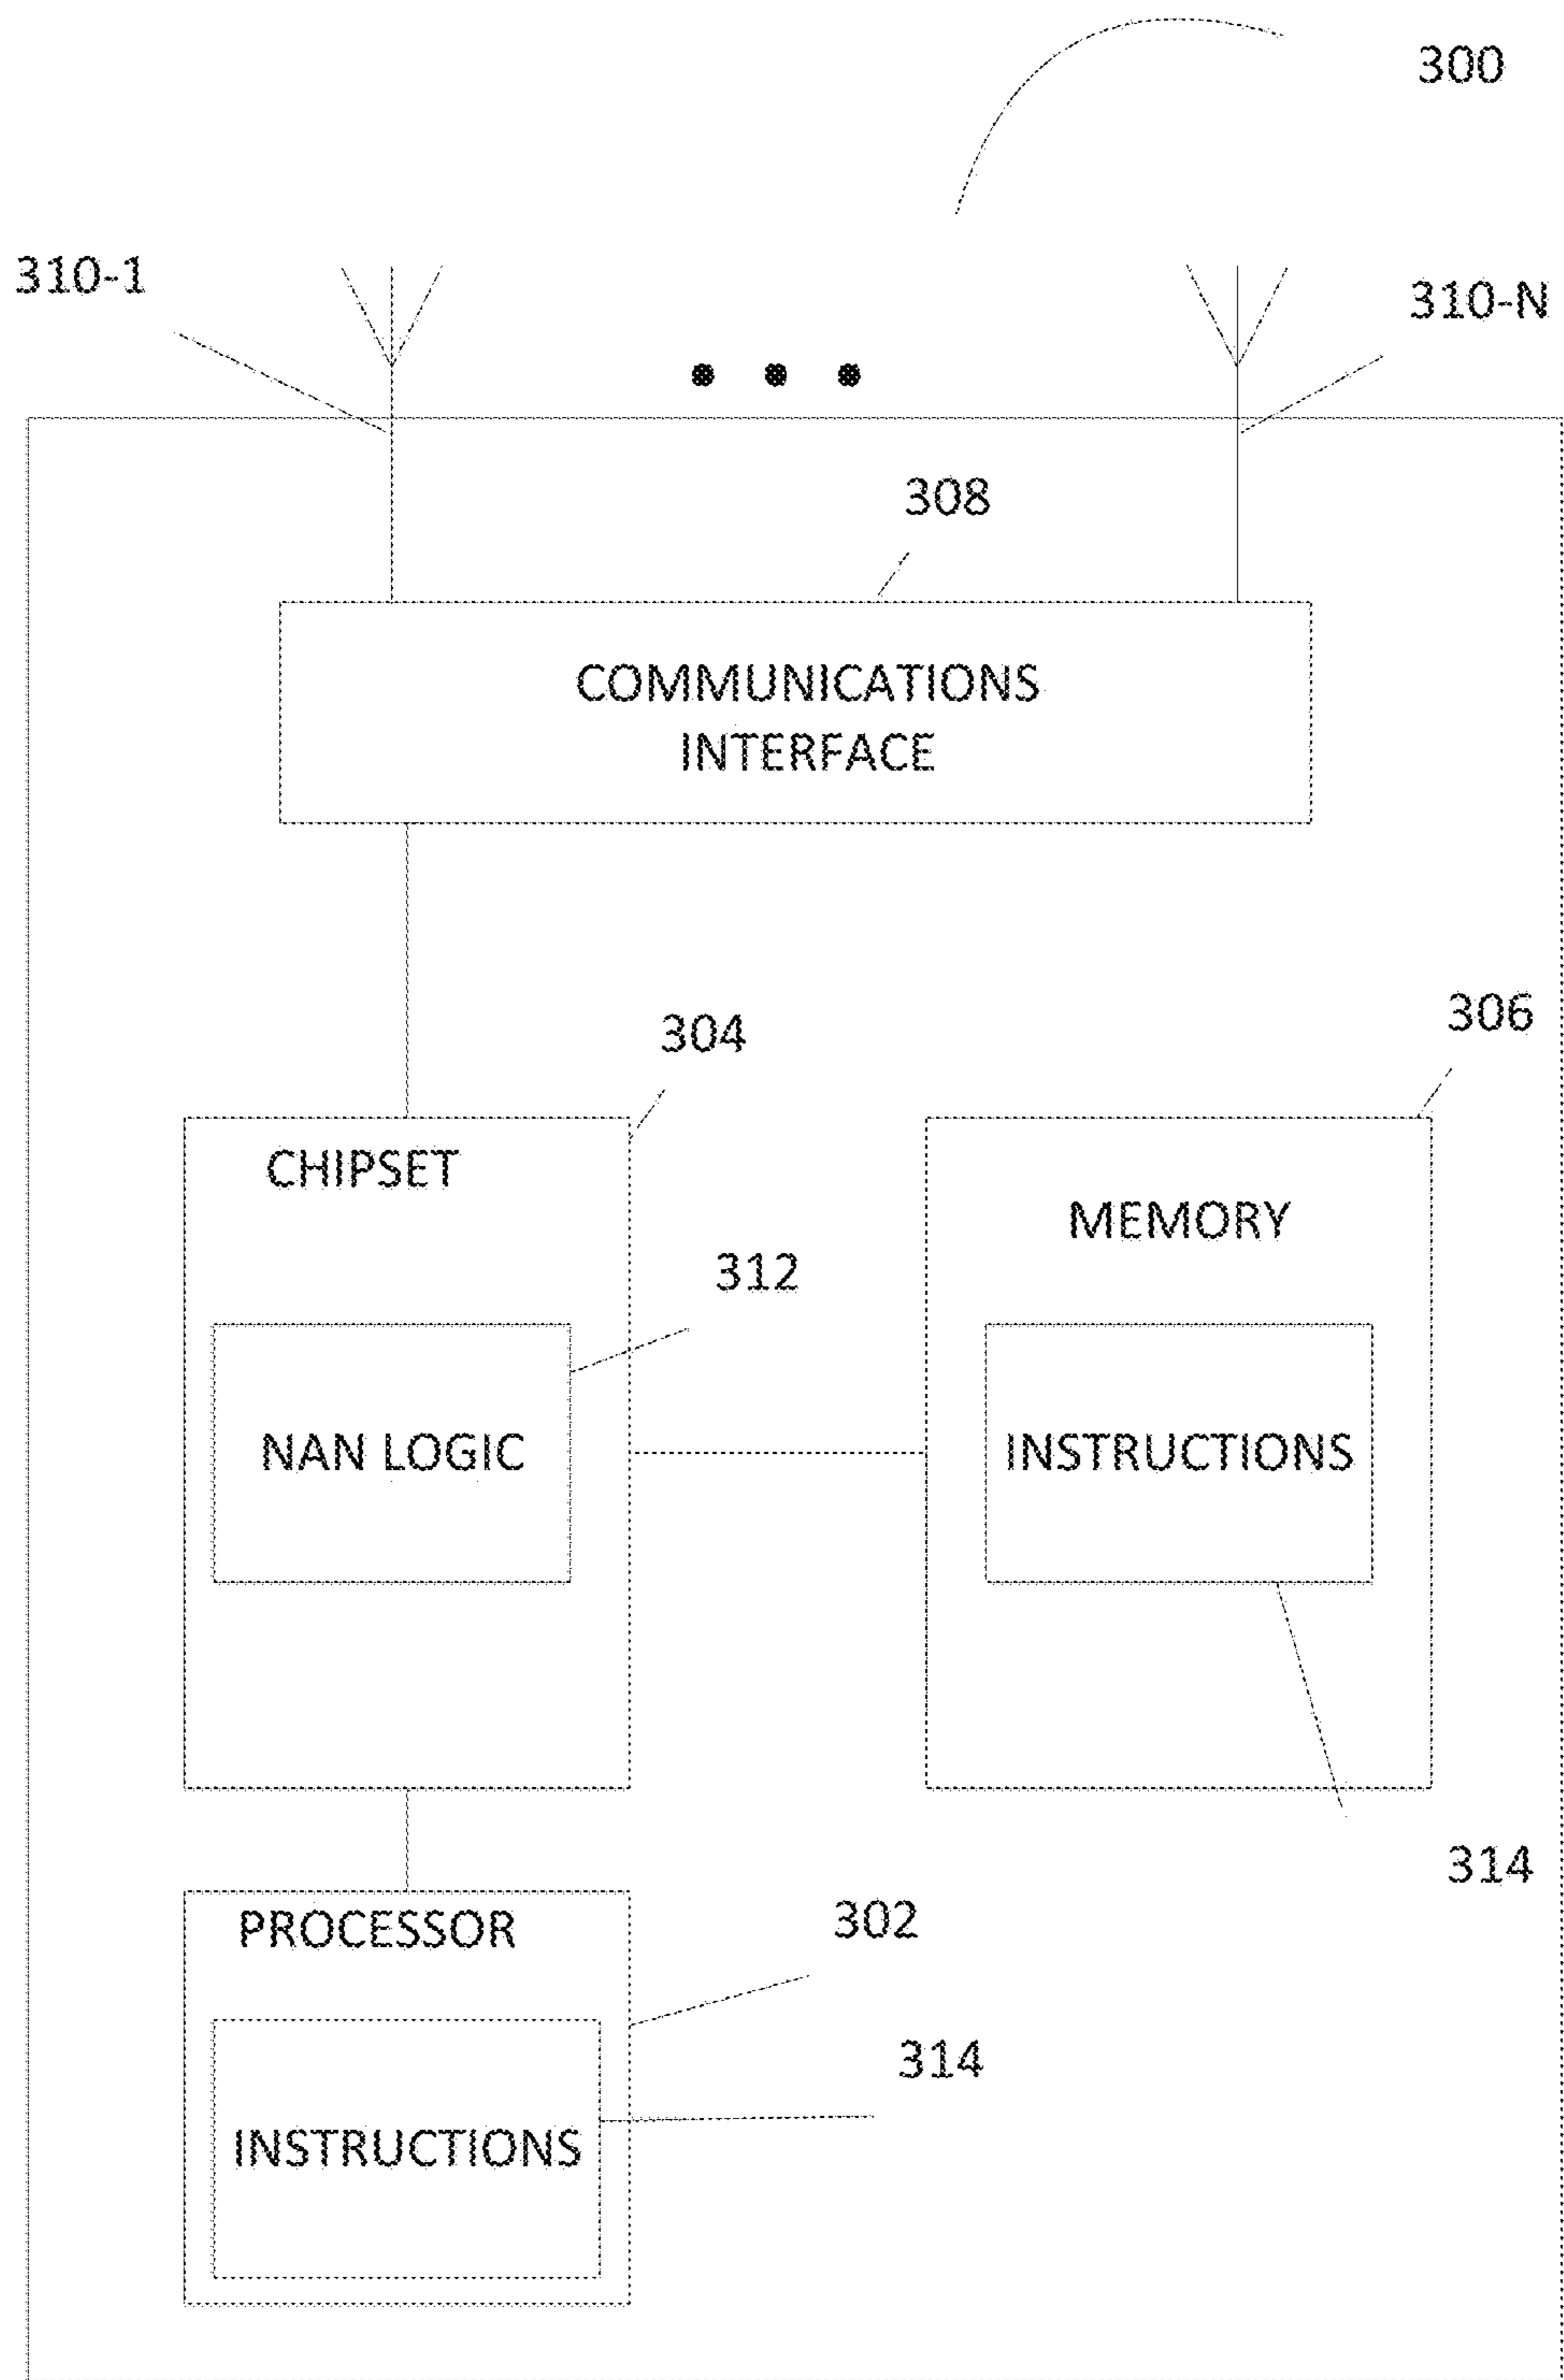 300
310-1
310-N
308
COMMUNICATIONS
INTERFACE
304
306
CHIPSET
MEMORY
312
NAN LOGIC
INSTRUCTIONS
314
PROCESSOR
302
314
INSTRUCTIONS